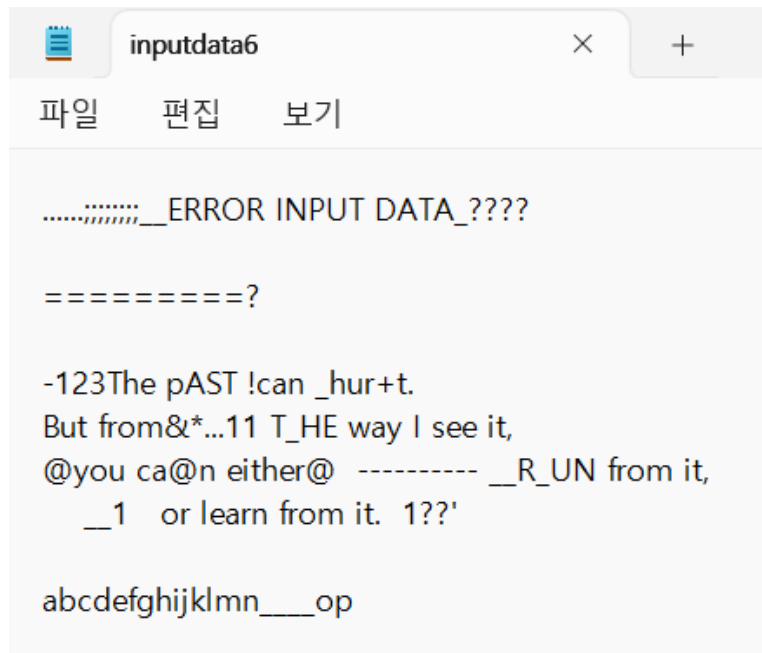 inputdata6
파일 편집 보기
......;;;;;;;;__ERROR INPUT DATA_????
=========?
-123The pAST !can _hur+t.
But from&*...11 T_HE way I see it,
@you ca@n either@  ---------- __R_UN from it,
__1   or learn from it.  1??'
abcdefghijklmn____op